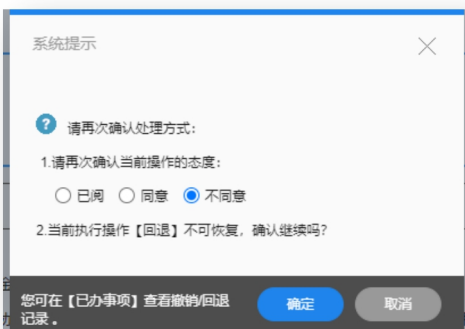 系统提示
请再次确认处理方式：
1.请再次确认当前操作的态度：
已阅 同意 不同意
2.当前执行操作【回退】不可恢复，确认继续吗？
您可在【已办事项】查看撤销/回退
记录。
确定 取消